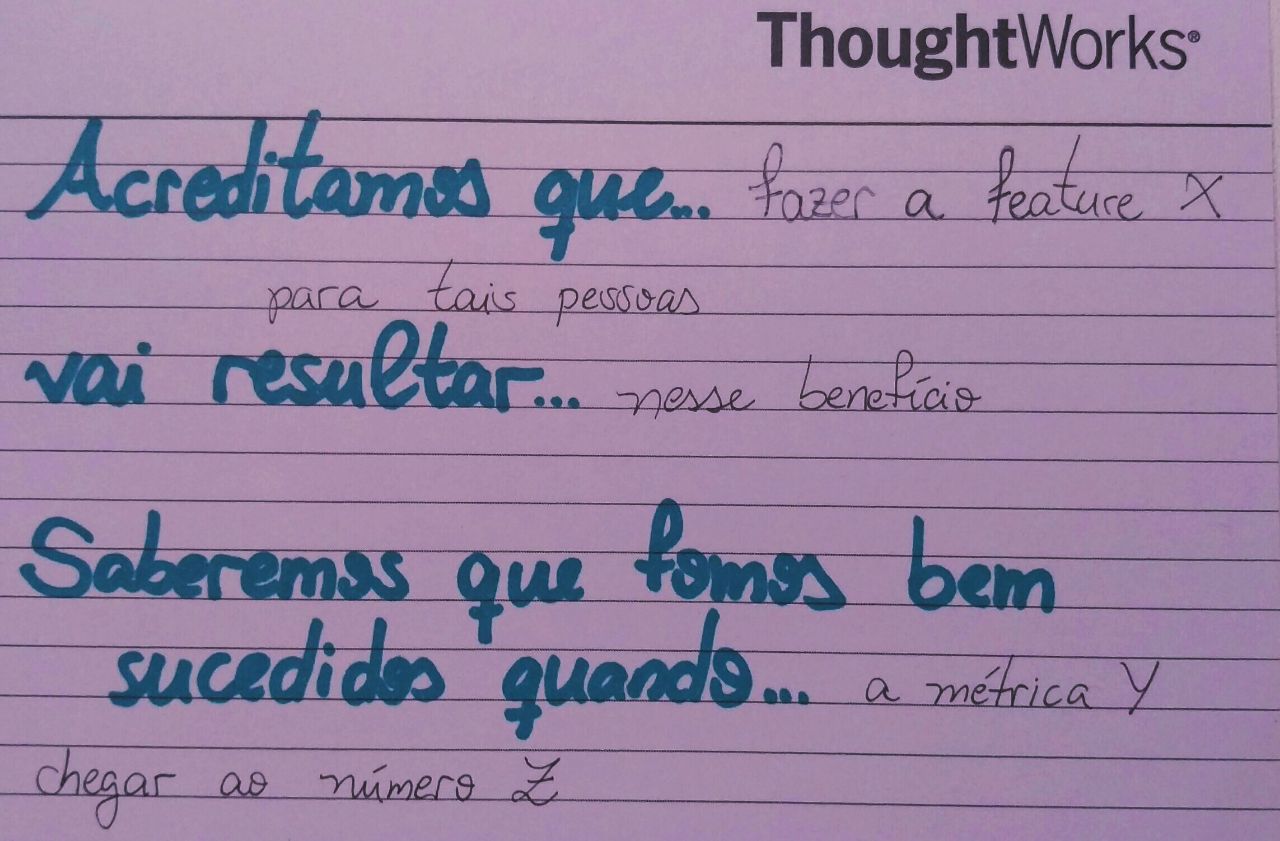 ThoughtWorks®
Acreditamos que... fazer a feature X
para tais pessoas
vai resultar... nesse benefício
Saberemos que fomos bem
sucedidos quando... a métrica Y
chegar ao número Z